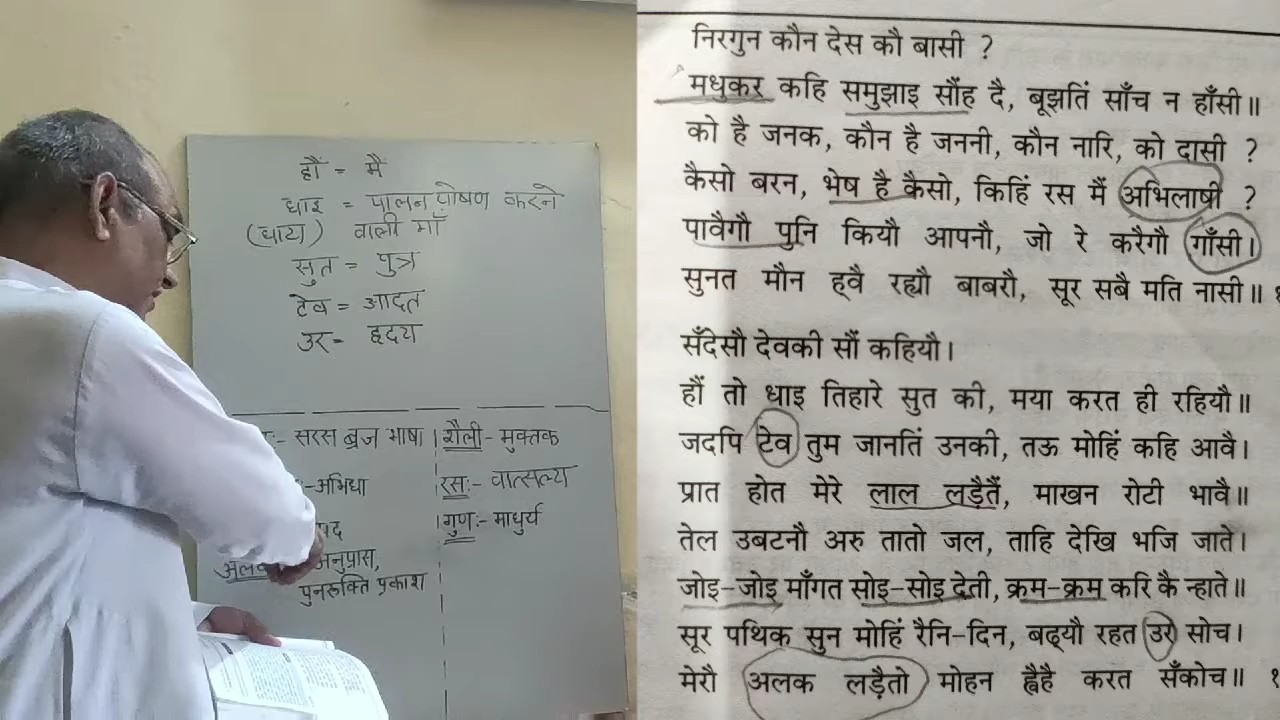 हौं = मैं
धाइ = पालन पोषण करने
(धाय) वाली माँ
सुत = पुत्र
टेव = आदत
उर = हृदय
:- सरस ब्रज भाषा
:- अभिधा
पद
अनुप्रास,
पुनरुक्ति प्रकाश
शैली - मुक्तक
रस:- वात्सल्य
गुण:- माधुर्य
निरगुन कौन देस कौ बासी ?
मधुकर कहि समुझाइ सौंह दै, बूझतिं साँच न हाँसी॥
को है जनक, कौन है जननी, कौन नारि, को दासी ?
कैसो बरन, भेष है कैसो, किहिं रस मैं अभिलाषी ?
पावैगौ पुनि कियौ आपनौ, जो रे करैगौ गाँसी।
सुनत मौन ह्वै रह्यौ बाबरौ, सूर सबै मति नासी॥
सँदेसौ देवकी सौं कहियौ।
हौं तो धाइ तिहारे सुत की, मया करत ही रहियौ॥
जदपि टेव तुम जानतिं उनकी, तऊ मोहिं कहि आवै।
प्रात होत मेरे लाल लड़ैतैं, माखन रोटी भावै॥
तेल उबटनौ अरु तातो जल, ताहि देखि भजि जाते।
जोइ-जोइ माँगत सोइ-सोइ देती, क्रम-क्रम करि कै न्हाते॥
सूर पथिक सुन मोहिं रैनि-दिन, बढ्यौ रहत उर सोच।
मेरौ अलक लड़ैतो मोहन ह्वैहै करत सँकोच॥